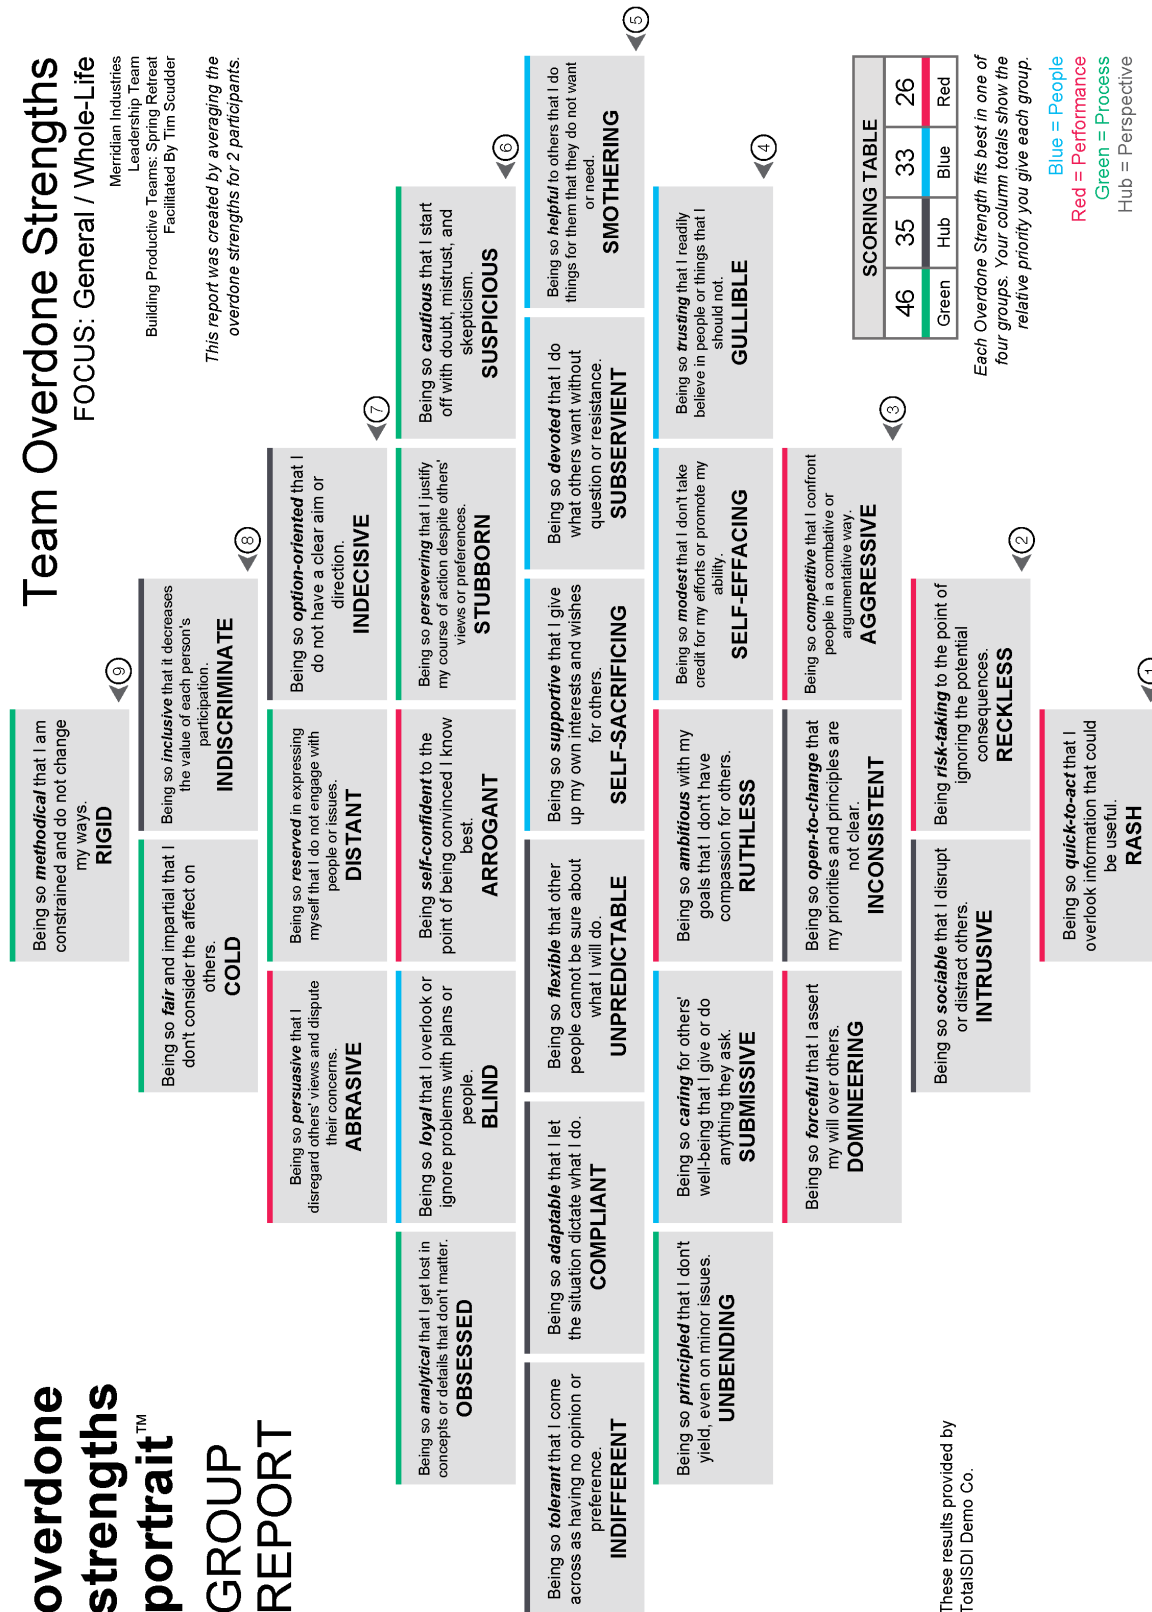 overdone
strengths
portrait™
GROUP
REPORT
Team Overdone Strengths
FOCUS: General / Whole-Life
Merridian Industries
Leadership Team
Building Productive Teams: Spring Retreat
Facilitated By Tim Scudder
This report was created by averaging the
overdone strengths for 2 participants.
Being so methodical that I am
constrained and do not change
my ways.
RIGID
9
Being so fair and impartial that I
don't consider the affect on
others.
COLD
Being so inclusive that it decreases
the value of each person's
participation.
INDISCRIMINATE
8
Being so persuasive that I
disregard others' views and dispute
their concerns.
ABRASIVE
Being so reserved in expressing
myself that I do not engage with
people or issues.
DISTANT
Being so option-oriented that I
do not have a clear aim or
direction.
INDECISIVE
7
Being so analytical that I get lost in
concepts or details that don't matter.
OBSESSED
Being so loyal that I overlook or
ignore problems with plans or
people.
BLIND
Being self-confident to the
point of being convinced I know
best.
ARROGANT
Being so persevering that I justify
my course of action despite others'
views or preferences.
STUBBORN
Being so cautious that I start
off with doubt, mistrust, and
skepticism.
SUSPICIOUS
6
Being so tolerant that I come
across as having no opinion or
preference.
INDIFFERENT
Being so adaptable that I let
the situation dictate what I do.
COMPLIANT
Being so flexible that other
people cannot be sure about
what I will do.
UNPREDICTABLE
Being so supportive that I give
up my own interests and wishes
for others.
SELF-SACRIFICING
Being so devoted that I do
what others want without
question or resistance.
SUBSERVIENT
Being so helpful to others that I do
things for them that they do not want
or need.
SMOTHERING
5
Being so principled that I don't
yield, even on minor issues.
UNBENDING
Being so caring for others'
well-being that I give or do
anything they ask.
SUBMISSIVE
Being so ambitious with my
goals that I don't have
compassion for others.
RUTHLESS
Being so modest that I don't take
credit for my efforts or promote my
ability.
SELF-EFFACING
Being so trusting that I readily
believe in people or things that I
should not.
GULLIBLE
4
Being so forceful that I assert
my will over others.
DOMINEERING
Being so open-to-change that
my priorities and principles are
not clear.
INCONSISTENT
Being so competitive that I confront
people in a combative or
argumentative way.
AGGRESSIVE
3
Being so sociable that I disrupt
or distract others.
INTRUSIVE
Being risk-taking to the point of
ignoring the potential
consequences.
RECKLESS
2
Being so quick-to-act that I
overlook information that could
be useful.
RASH
1
SCORING TABLE
46 35 33 26
Green Hub Blue Red
Each Overdone Strength fits best in one of
four groups. Your column totals show the
relative priority you give each group.
Blue = People
Red = Performance
Green = Process
Hub = Perspective
These results provided by
TotalSDI Demo Co.